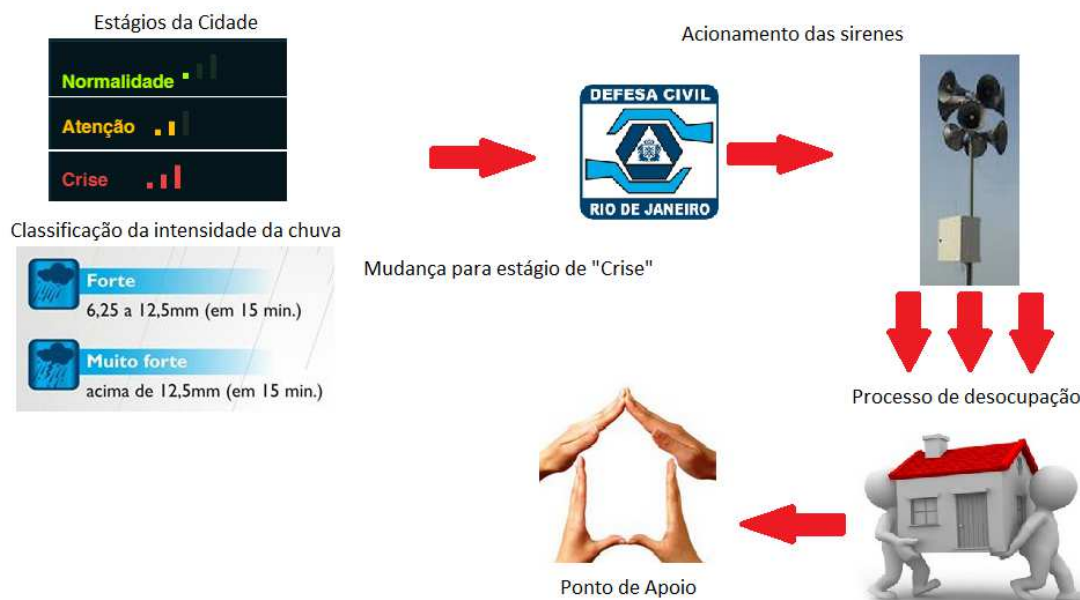 Estágios da Cidade
Normalidade
Atenção
Crise
Classificação da intensidade da chuva
Forte
6,25 a 12,5mm (em 15 min.)
Muito forte
acima de 12,5mm (em 15 min.)
DEFESA CIVIL
RIO DE JANEIRO
Mudança para estágio de "Crise"
Acionamento das sirenes
Processo de desocupação
Ponto de Apoio